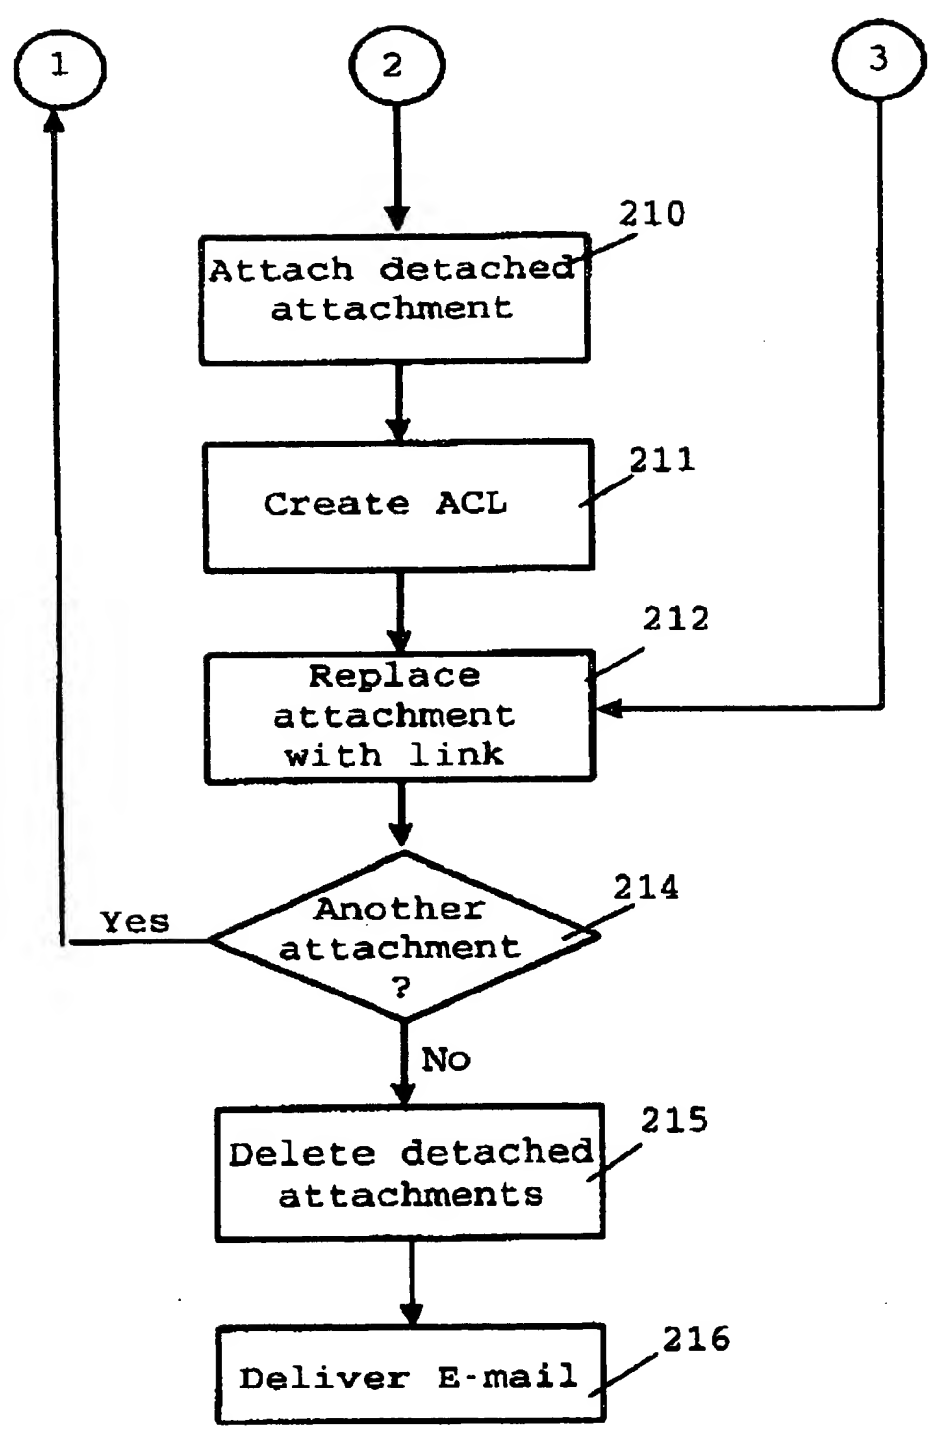 1
2
3
210
Attach detached
attachment
211
Create ACL
212
Replace
attachment
with link
214
Another
attachment
?
Yes
No
215
Delete detached
attachments
216
Deliver E-mail